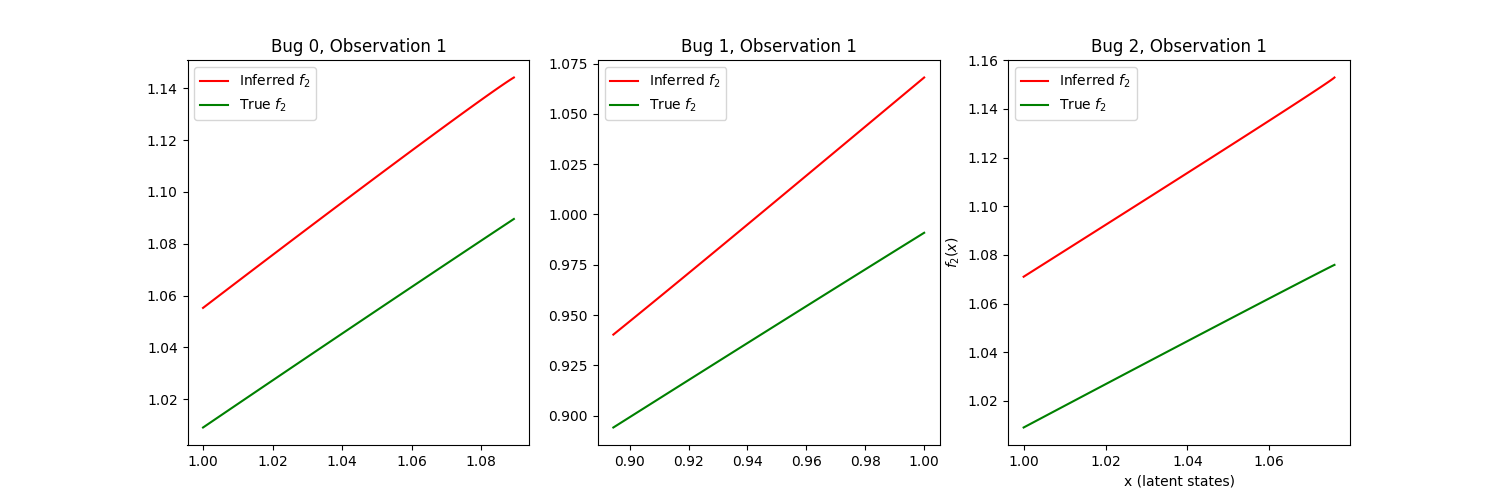 Bug 0, Observation 1
Inferred f₂
True f₂
1.14
1.12
1.10
1.08
1.06
1.04
1.02
1.00 1.02 1.04 1.06 1.08
Bug 1, Observation 1
Inferred f₂
True f₂
1.075
1.050
1.025
1.000
0.975
0.950
0.925
0.900
0.90 0.92 0.94 0.96 0.98 1.00
Bug 2, Observation 1
Inferred f₂
True f₂
f₂(x)
1.16
1.14
1.12
1.10
1.08
1.06
1.04
1.02
1.00 1.02 1.04 1.06
x (latent states)